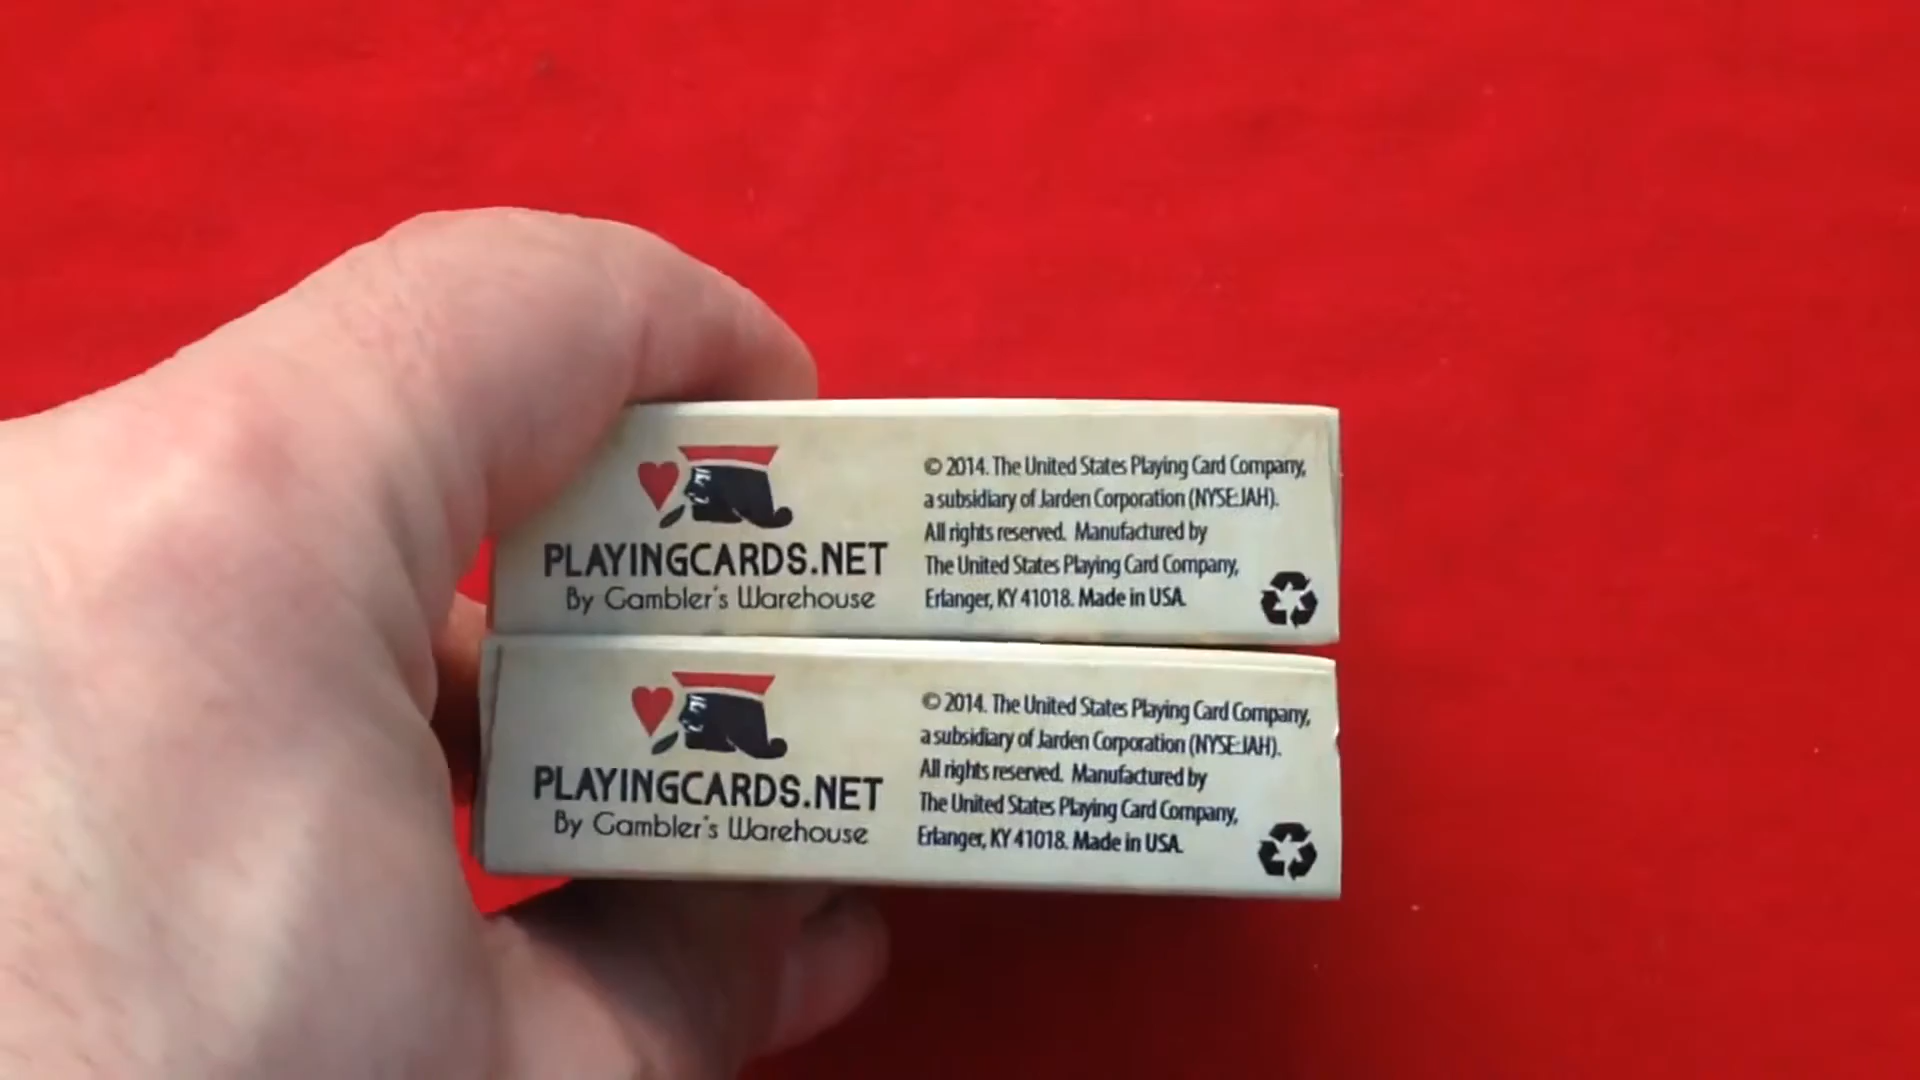 PLAYINGCARDS.NET
By Gambler's Warehouse
© 2014. The United States Playing Card Company,
a subsidiary of Jarden Corporation (NYSE:JAH).
All rights reserved. Manufactured by
The United States Playing Card Company,
Erlanger, KY 41018. Made in USA.
PLAYINGCARDS.NET
By Gambler's Warehouse
© 2014. The United States Playing Card Company,
a subsidiary of Jarden Corporation (NYSE:JAH).
All rights reserved. Manufactured by
The United States Playing Card Company,
Erlanger, KY 41018. Made in USA.